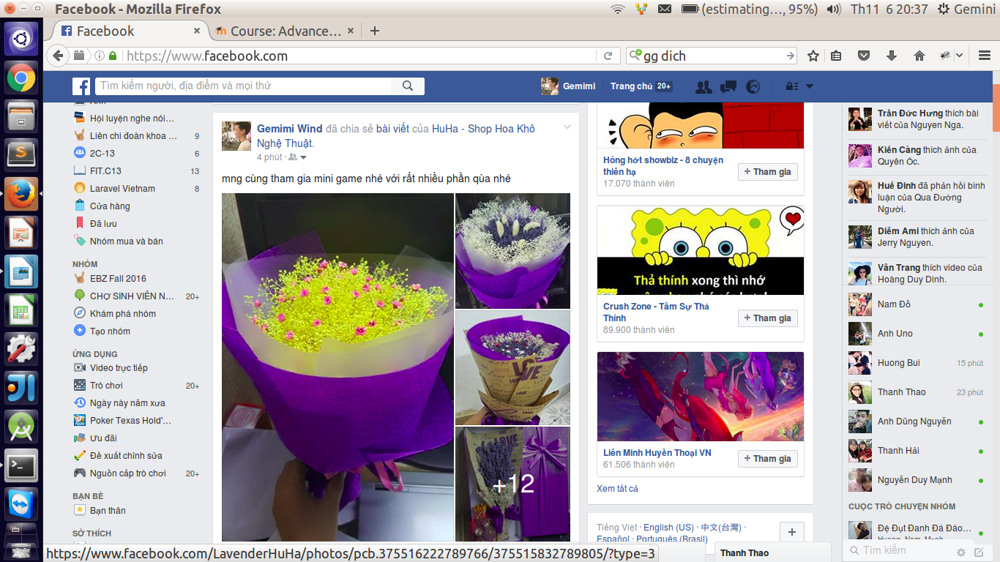 Facebook - Mozilla Firefox
(estimating..., 95%)
Th11 6 20:37
Gemini
Facebook
Course: Advance...
https://www.facebook.com
gg dich
Tìm kiếm người, địa điểm và mọi thứ
Gemimi
Trang chủ 20+
Ảnh
Hội luyện nghe nói...
Liên chi đoàn khoa ... 9
2C-13 6
FIT.C13 13
Laravel Vietnam 8
Cửa hàng
Đã lưu
Nhóm mua và bán
NHÓM
EBZ Fall 2016
CHỢ SINH VIÊN N... 20+
Khám phá nhóm
Tạo nhóm
ỨNG DỤNG
Video trực tiếp
Trò chơi 20+
Ngày này năm xưa
Poker Texas Hold'...
Ưu đãi
Đề xuất chỉnh sửa
Nguồn cấp trò chơi 20+
BẠN BÈ
Bạn thân
SỞ THÍCH
Gemimi Wind đã chia sẻ bài viết của HuHa - Shop Hoa Khô
Nghệ Thuật.
4 phút ·
mng cùng tham gia mini game nhé với rất nhiều phần qùa nhé
LOVE
+12
Hóng hớt showbiz - 8 chuyện
thiên hạ
17.070 thành viên
+ Tham gia
Thả thính xong thì nhớ
Crush Zone - Tâm Sự Thả
Thính
89.900 thành viên
+ Tham gia
Liên Minh Huyền Thoại VN
61.506 thành viên
+ Tham gia
Xem tất cả
Tiếng Việt · English (US) · 中文(台灣) ·
Español · Português (Brasil)
Trần Đức Hưng thích bài
viết của Nguyen Nga.
Kiến Càng thích ảnh của
Quyên Ốc.
Huế Đinh đã phản hồi bình
luận của Qua Đường
Người.
Diễm Ami thích ảnh của
Jerry Nguyen.
Vân Trang thích video của
Hoàng Duy Dinh.
Nam Đỗ
Anh Uno
Huong Bui 15 phút
Thanh Thao 23 phút
Anh Dũng Nguyễn
Thanh Hải
Nguyễn Duy Mạnh
CUỘC TRÒ CHUYỆN NHÓM
Đệ Đụt Đanh Đá Đáo...
Huong, Nam, Manh
Tìm kiếm
Thanh Thao
https://www.facebook.com/LavenderHuHa/photos/pcb.375516222789766/375515832789805/?type=3